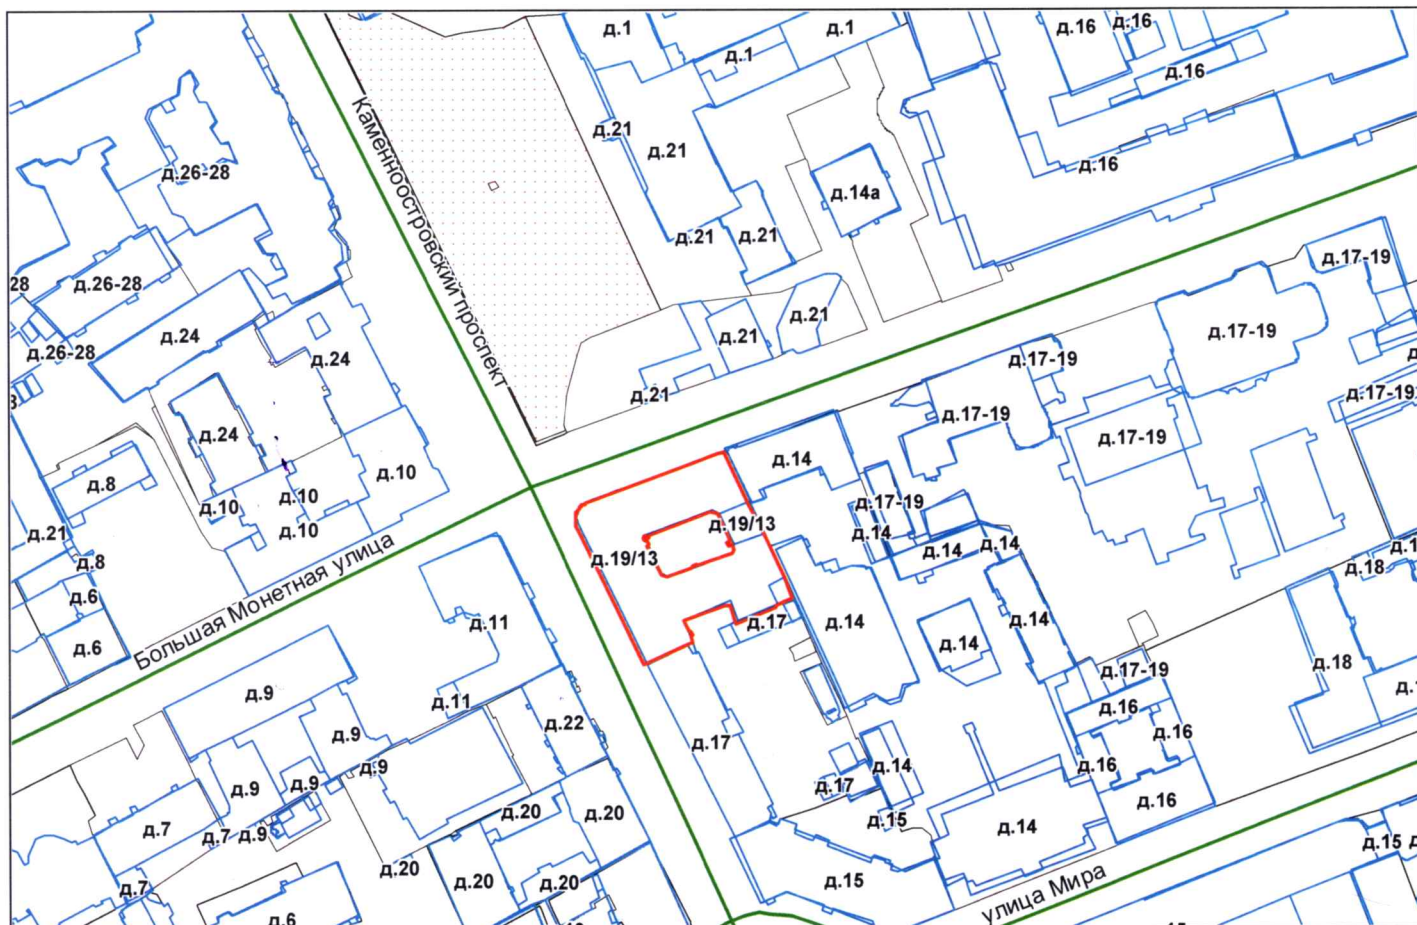 д.1
д.1
д.1
д.16
д.16
д.16
д.21
д.21
д.26-28
д.16
д.14а
Каменноостровский проспект
д.21
д.21
д.17-19
28
д.26-28
д.21
д.21
д.24
д.17-19
д.26-28
д.24
д.17-19
д.21
д.17-19
д.17-19
д.24
д.17-19
д.14
д.10
д.8
д.10
д.10
д.17-19
д.19/13
д.10
д.21
д.14
д.14
д.14
д.8
д.19/13
д.18
Большая Монетная улица
д.6
д.11
д.17
д.14
д.14
д.14
д.6
д.18
д.17-19
д.9
д.11
д.16
д.22
д.9
д.16
д.17
д.9
д.14
д.16
д.9
д.9
д.17
д.16
д.20
д.20
д.15
д.7
д.7
д.9
д.14
д.15
д.20
д.20
д.20
д.15
улица Мира
д.7
д.6